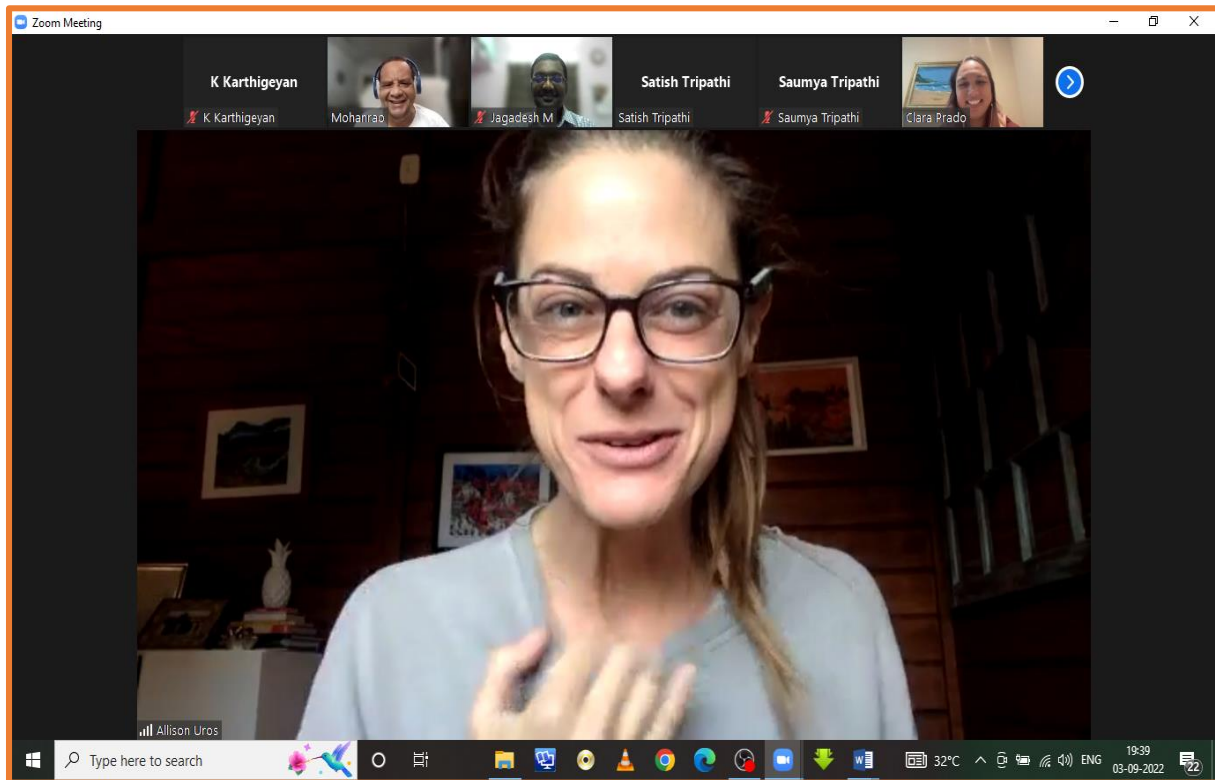 Zoom Meeting
K Karthigeyan
Satish Tripathi
Saumya Tripathi
K Karthigeyan
Mohanrao
Jagadesh M
Satish Tripathi
Saumya Tripathi
Clara Prado
Allison Uros
Type here to search
32°C
ENG
19:39
03-09-2022
22